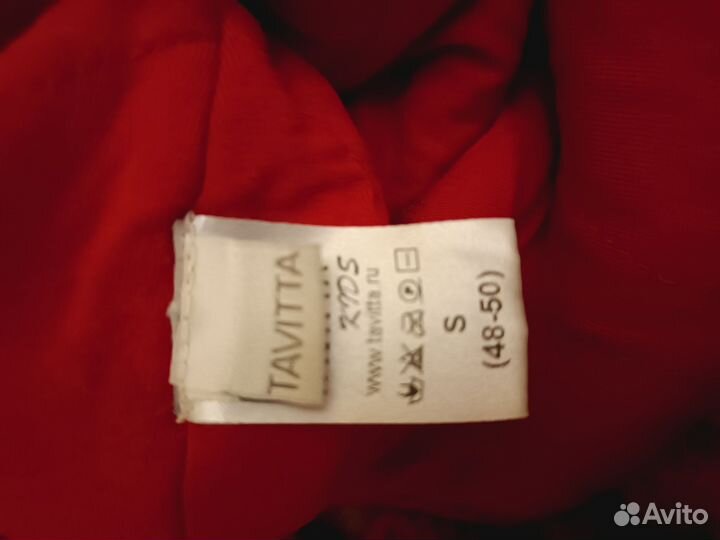 TAVITTA
KIDS
www.tavitta.ru
S
(48-50)
Avito